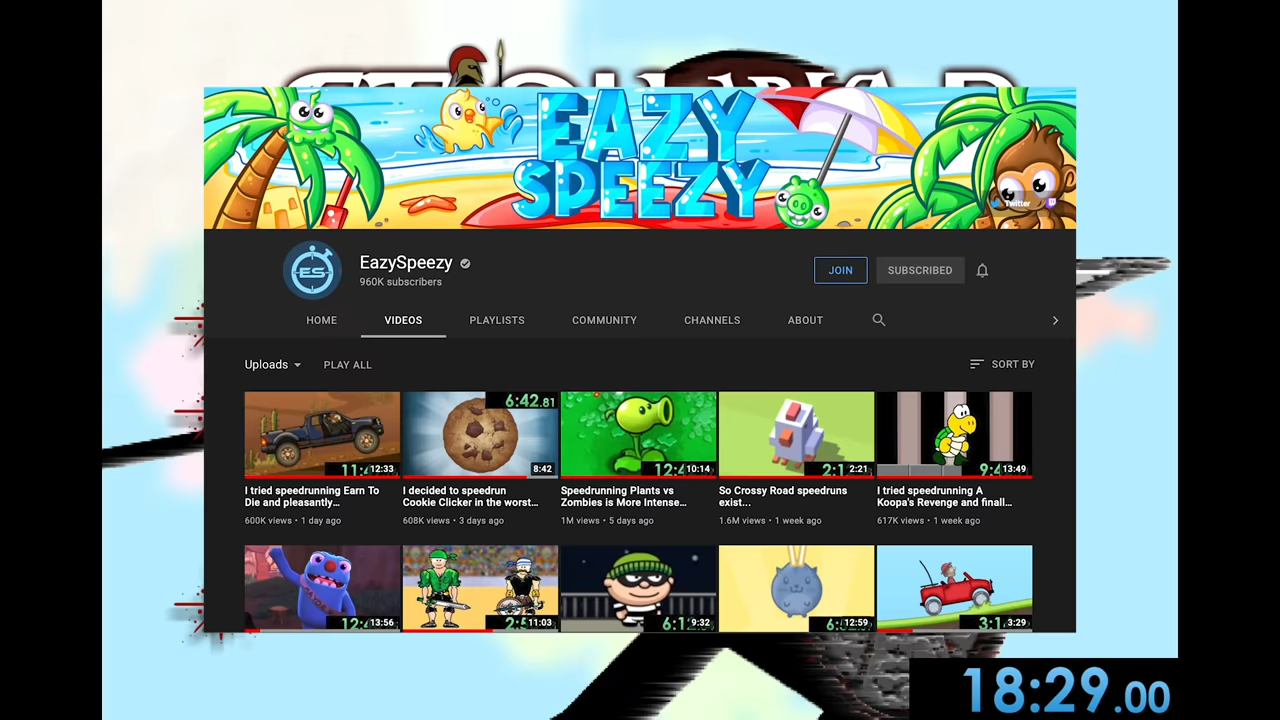 EAZY
SPEEZY
Twitter
ES
EazySpeezy
960K subscribers
JOIN
SUBSCRIBED
HOME
VIDEOS
PLAYLISTS
COMMUNITY
CHANNELS
ABOUT
Uploads
PLAY ALL
SORT BY
12:33
6:42.81
8:42
10:14
2:21
13:49
I tried speedrunning Earn To
Die and pleasantly…
600K views • 1 day ago
I decided to speedrun
Cookie Clicker in the worst…
608K views • 3 days ago
Speedrunning Plants vs
Zombies is More Intense…
1M views • 5 days ago
So Crossy Road speedruns
exist...
1.6M views • 1 week ago
I tried speedrunning A
Koopa's Revenge and finall…
617K views • 1 week ago
13:56
11:03
9:32
12:59
3:29
18:29.00